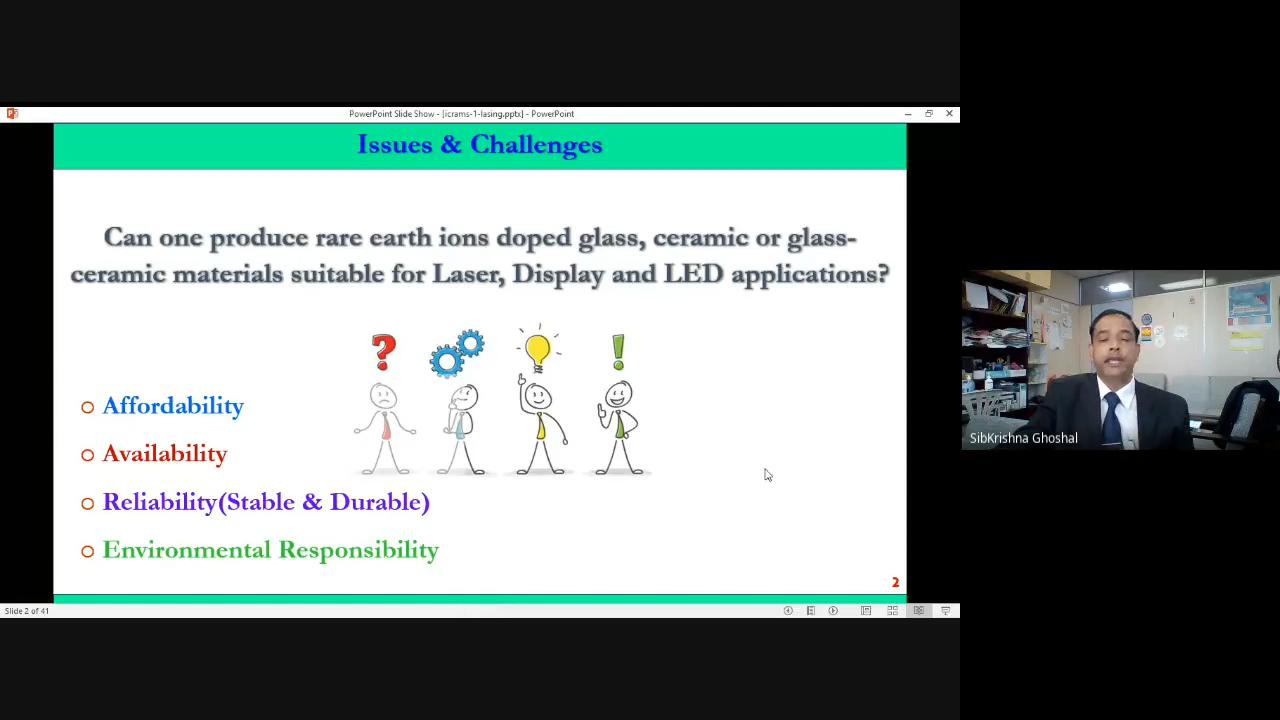 PowerPoint Slide Show - [icrams-1-lasing.pptx] - PowerPoint
Issues & Challenges
Can one produce rare earth ions doped glass, ceramic or glass-
ceramic materials suitable for Laser, Display and LED applications?
? !
Affordability
Availability
Reliability(Stable & Durable)
Environmental Responsibility
2
Slide 2 of 41
SibKrishna Ghoshal